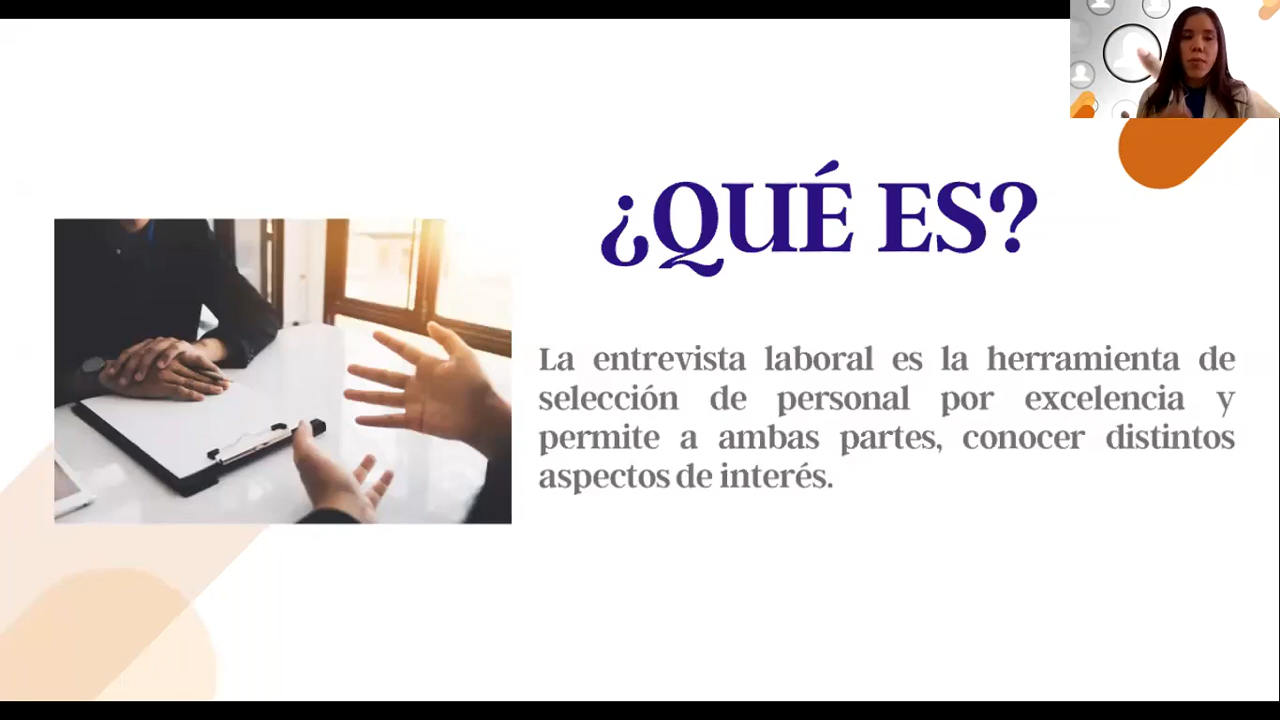 ¿QUÉ ES?
La entrevista laboral es la herramienta de
selección de personal por excelencia y
permite a ambas partes, conocer distintos
aspectos de interés.